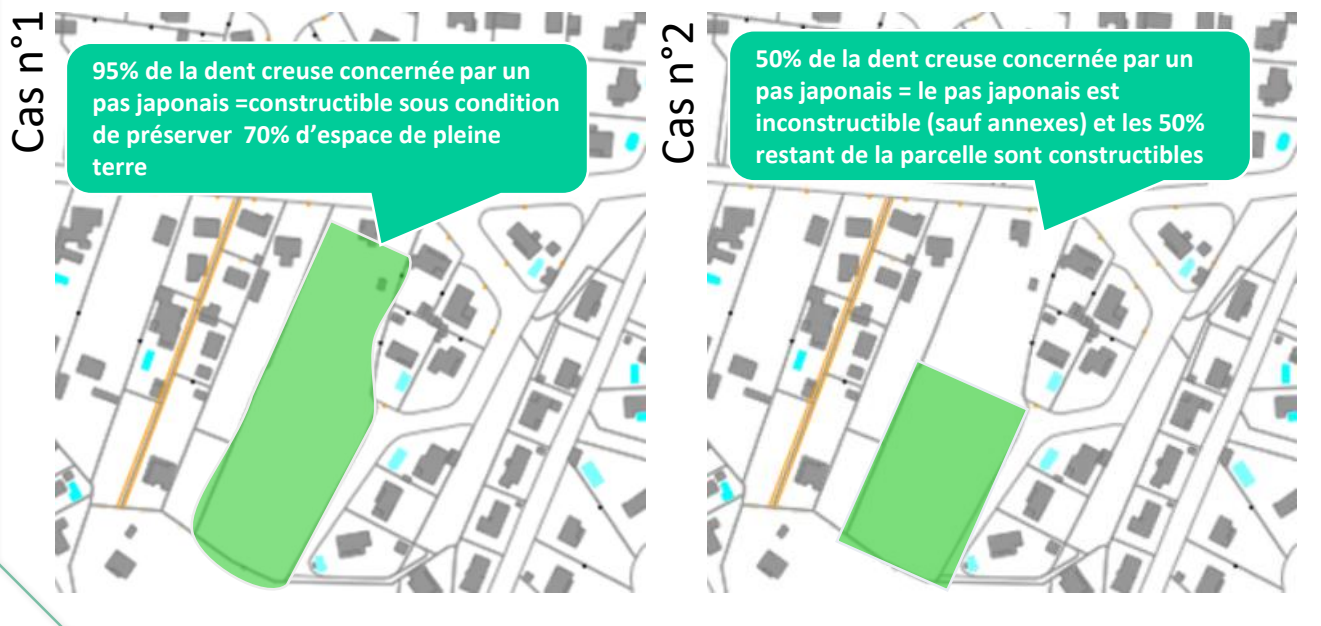 Cas n°1
95% de la dent creuse concernée par un
pas japonais =constructible sous condition
de préserver 70% d'espace de pleine
terre
Cas n°2
50% de la dent creuse concernée par un
pas japonais = le pas japonais est
inconstructible (sauf annexes) et les 50%
restant de la parcelle sont constructibles